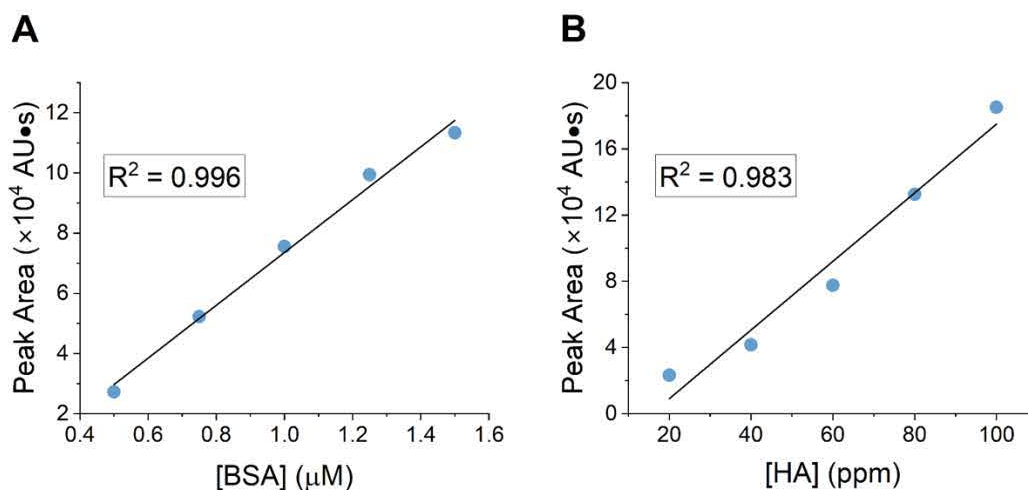 A
Peak Area (×10⁴ AU•s)
12
10
8
6
4
2
R² = 0.996
0.4 0.6 0.8 1.0 1.2 1.4 1.6
[BSA] (μM)
B
Peak Area (×10⁴ AU•s)
20
16
12
8
4
0
R² = 0.983
20 40 60 80 100
[HA] (ppm)